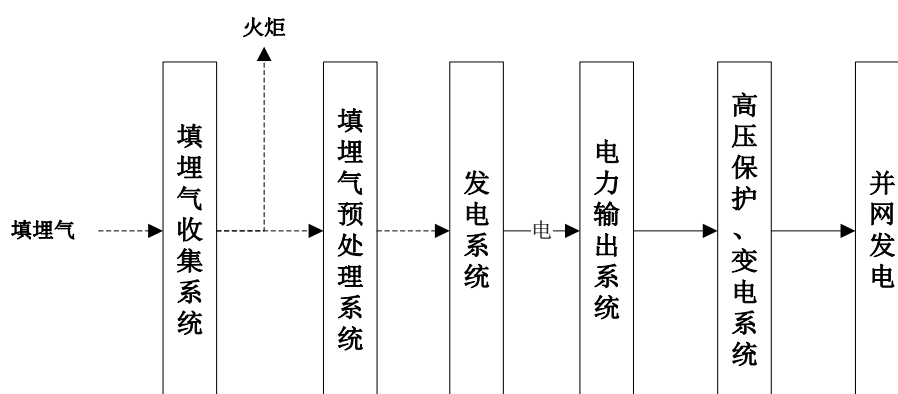 火炬
填埋气
填埋气收集系统
填埋气预处理系统
发电系统
电
电力输出系统
高压保护、变电系统
并网发电